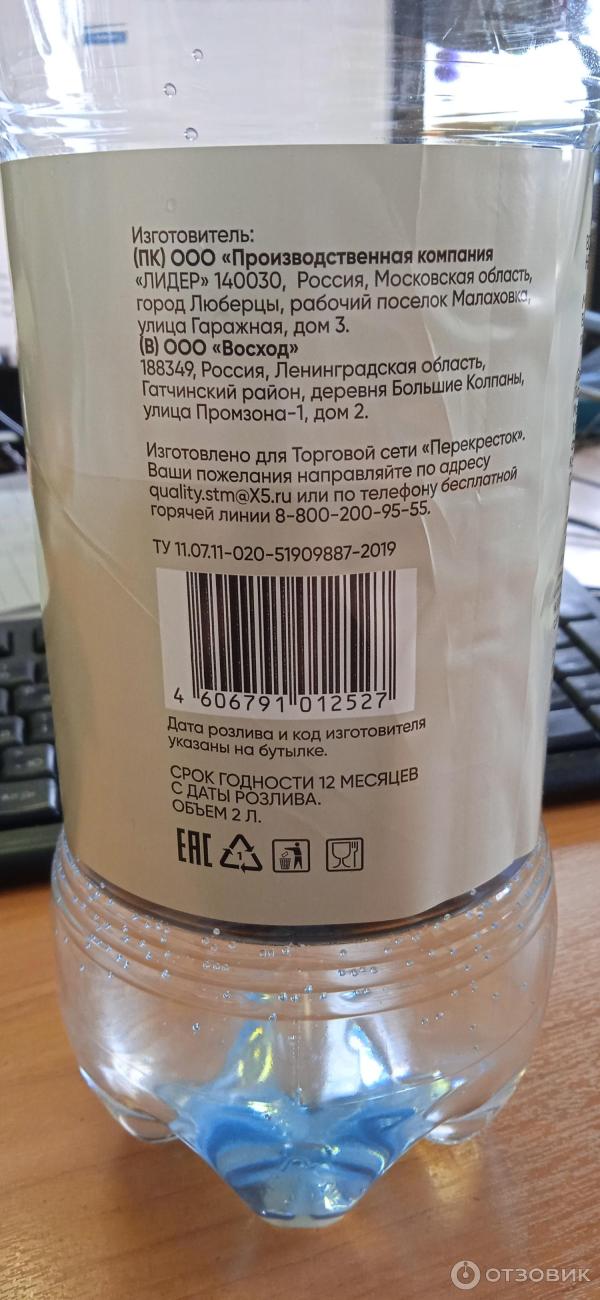 Изготовитель:
(ПК) ООО «Производственная компания
«ЛИДЕР» 140030, Россия, Московская область,
город Люберцы, рабочий поселок Малаховка,
улица Гаражная, дом 3.
(В) ООО «Восход»
188349, Россия, Ленинградская область,
Гатчинский район, деревня Большие Колпаны,
улица Промзона-1, дом 2.
Изготовлено для Торговой сети «Перекресток».
Ваши пожелания направляйте по адресу
quality.stm@X5.ru или по телефону бесплатной
горячей линии 8-800-200-95-55.
ТУ 11.07.11-020-51909887-2019
4 606791 012527
Дата розлива и код изготовителя
указаны на бутылке.
СРОК ГОДНОСТИ 12 МЕСЯЦЕВ
С ДАТЫ РОЗЛИВА.
ОБЪЕМ 2 Л.
EAC
1
ОТЗОВИК